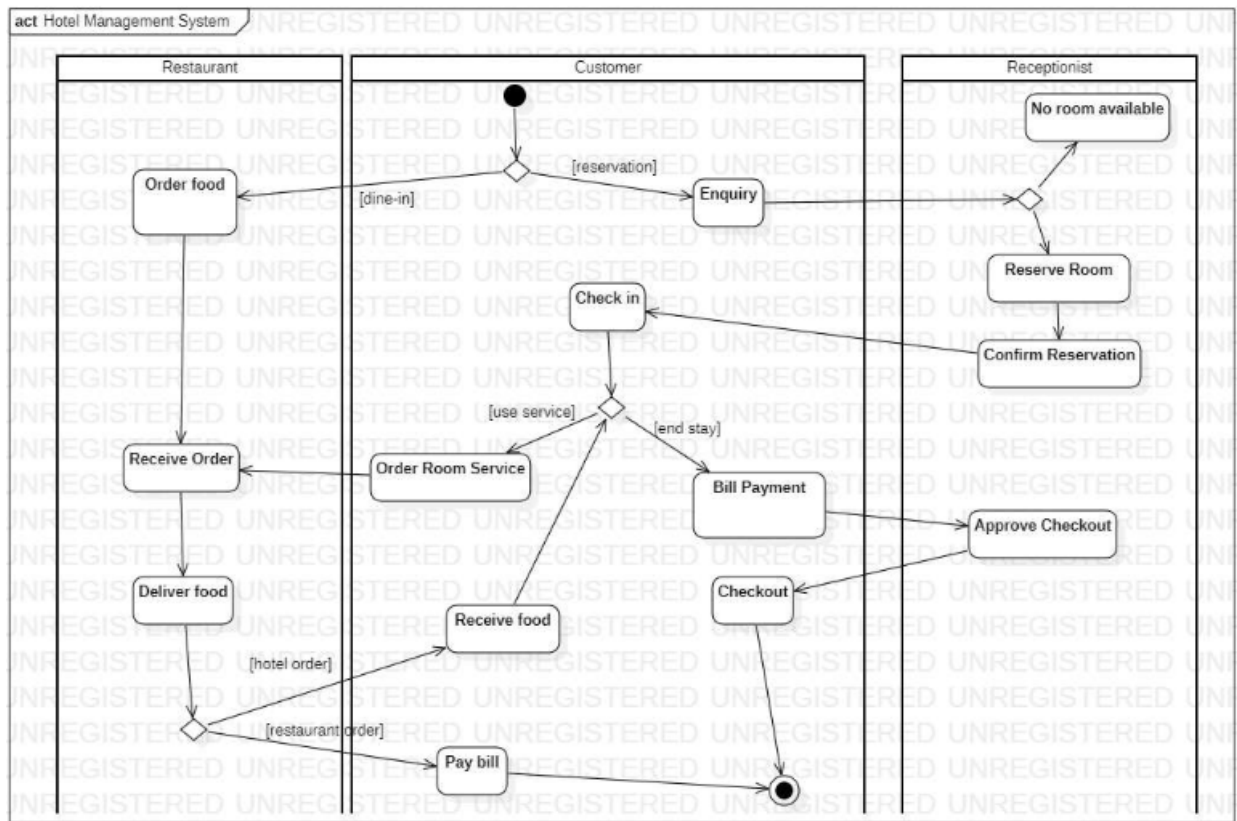 act Hotel Management System
Restaurant
Customer
Receptionist
No room available
[reservation]
Order food
[dine-in]
Enquiry
Reserve Room
Check in
Confirm Reservation
[use service]
[end stay]
Receive Order
Order Room Service
Bill Payment
Approve Checkout
Deliver food
Checkout
Receive food
[hotel order]
[restaurant order]
Pay bill
UNREGISTERED